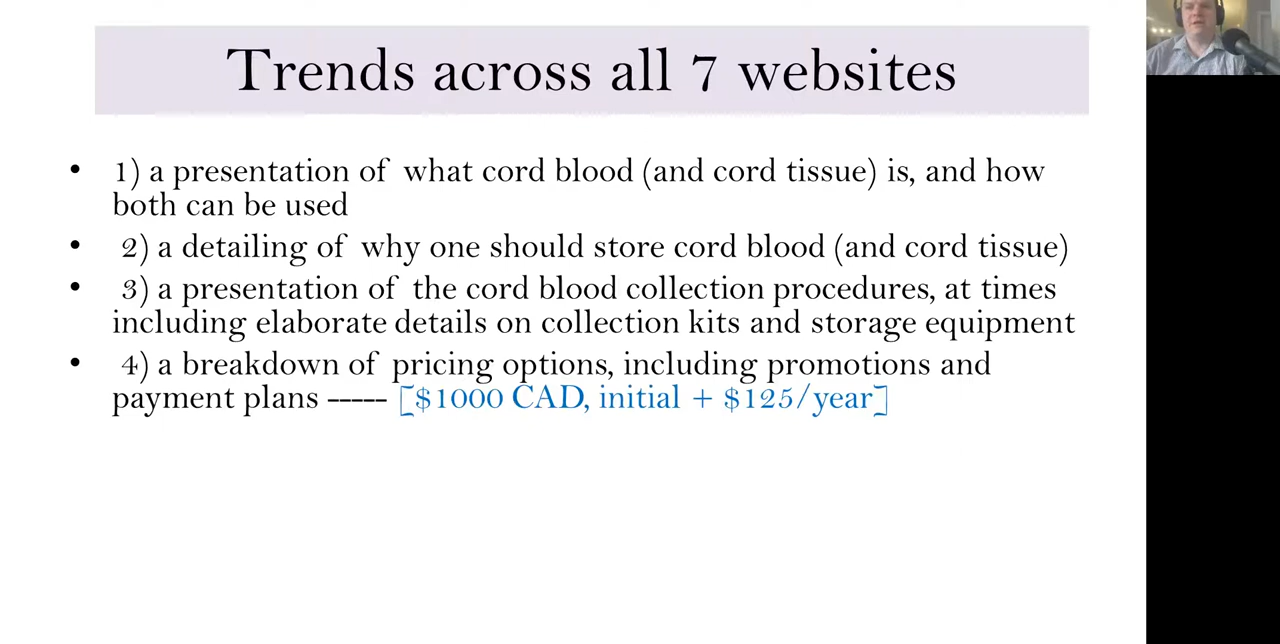 Trends across all 7 websites
• 1) a presentation of what cord blood (and cord tissue) is, and how
both can be used
• 2) a detailing of why one should store cord blood (and cord tissue)
• 3) a presentation of the cord blood collection procedures, at times
including elaborate details on collection kits and storage equipment
• 4) a breakdown of pricing options, including promotions and
payment plans ----- [$1000 CAD, initial + $125/year]